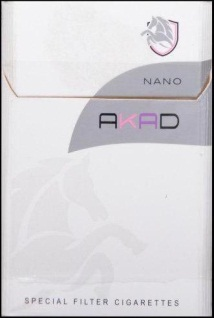 NANO
AKAD
SPECIAL FILTER CIGARETTES